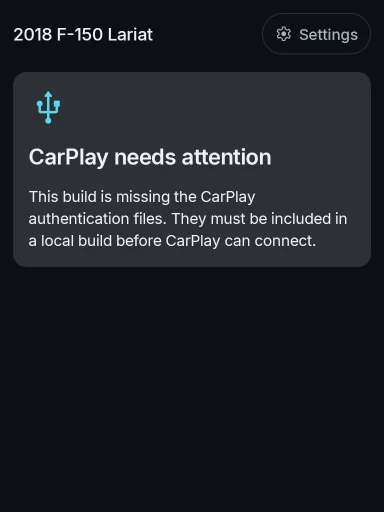 2018 F-150 Lariat
Settings
CarPlay needs attention
This build is missing the CarPlay
authentication files. They must be included in
a local build before CarPlay can connect.